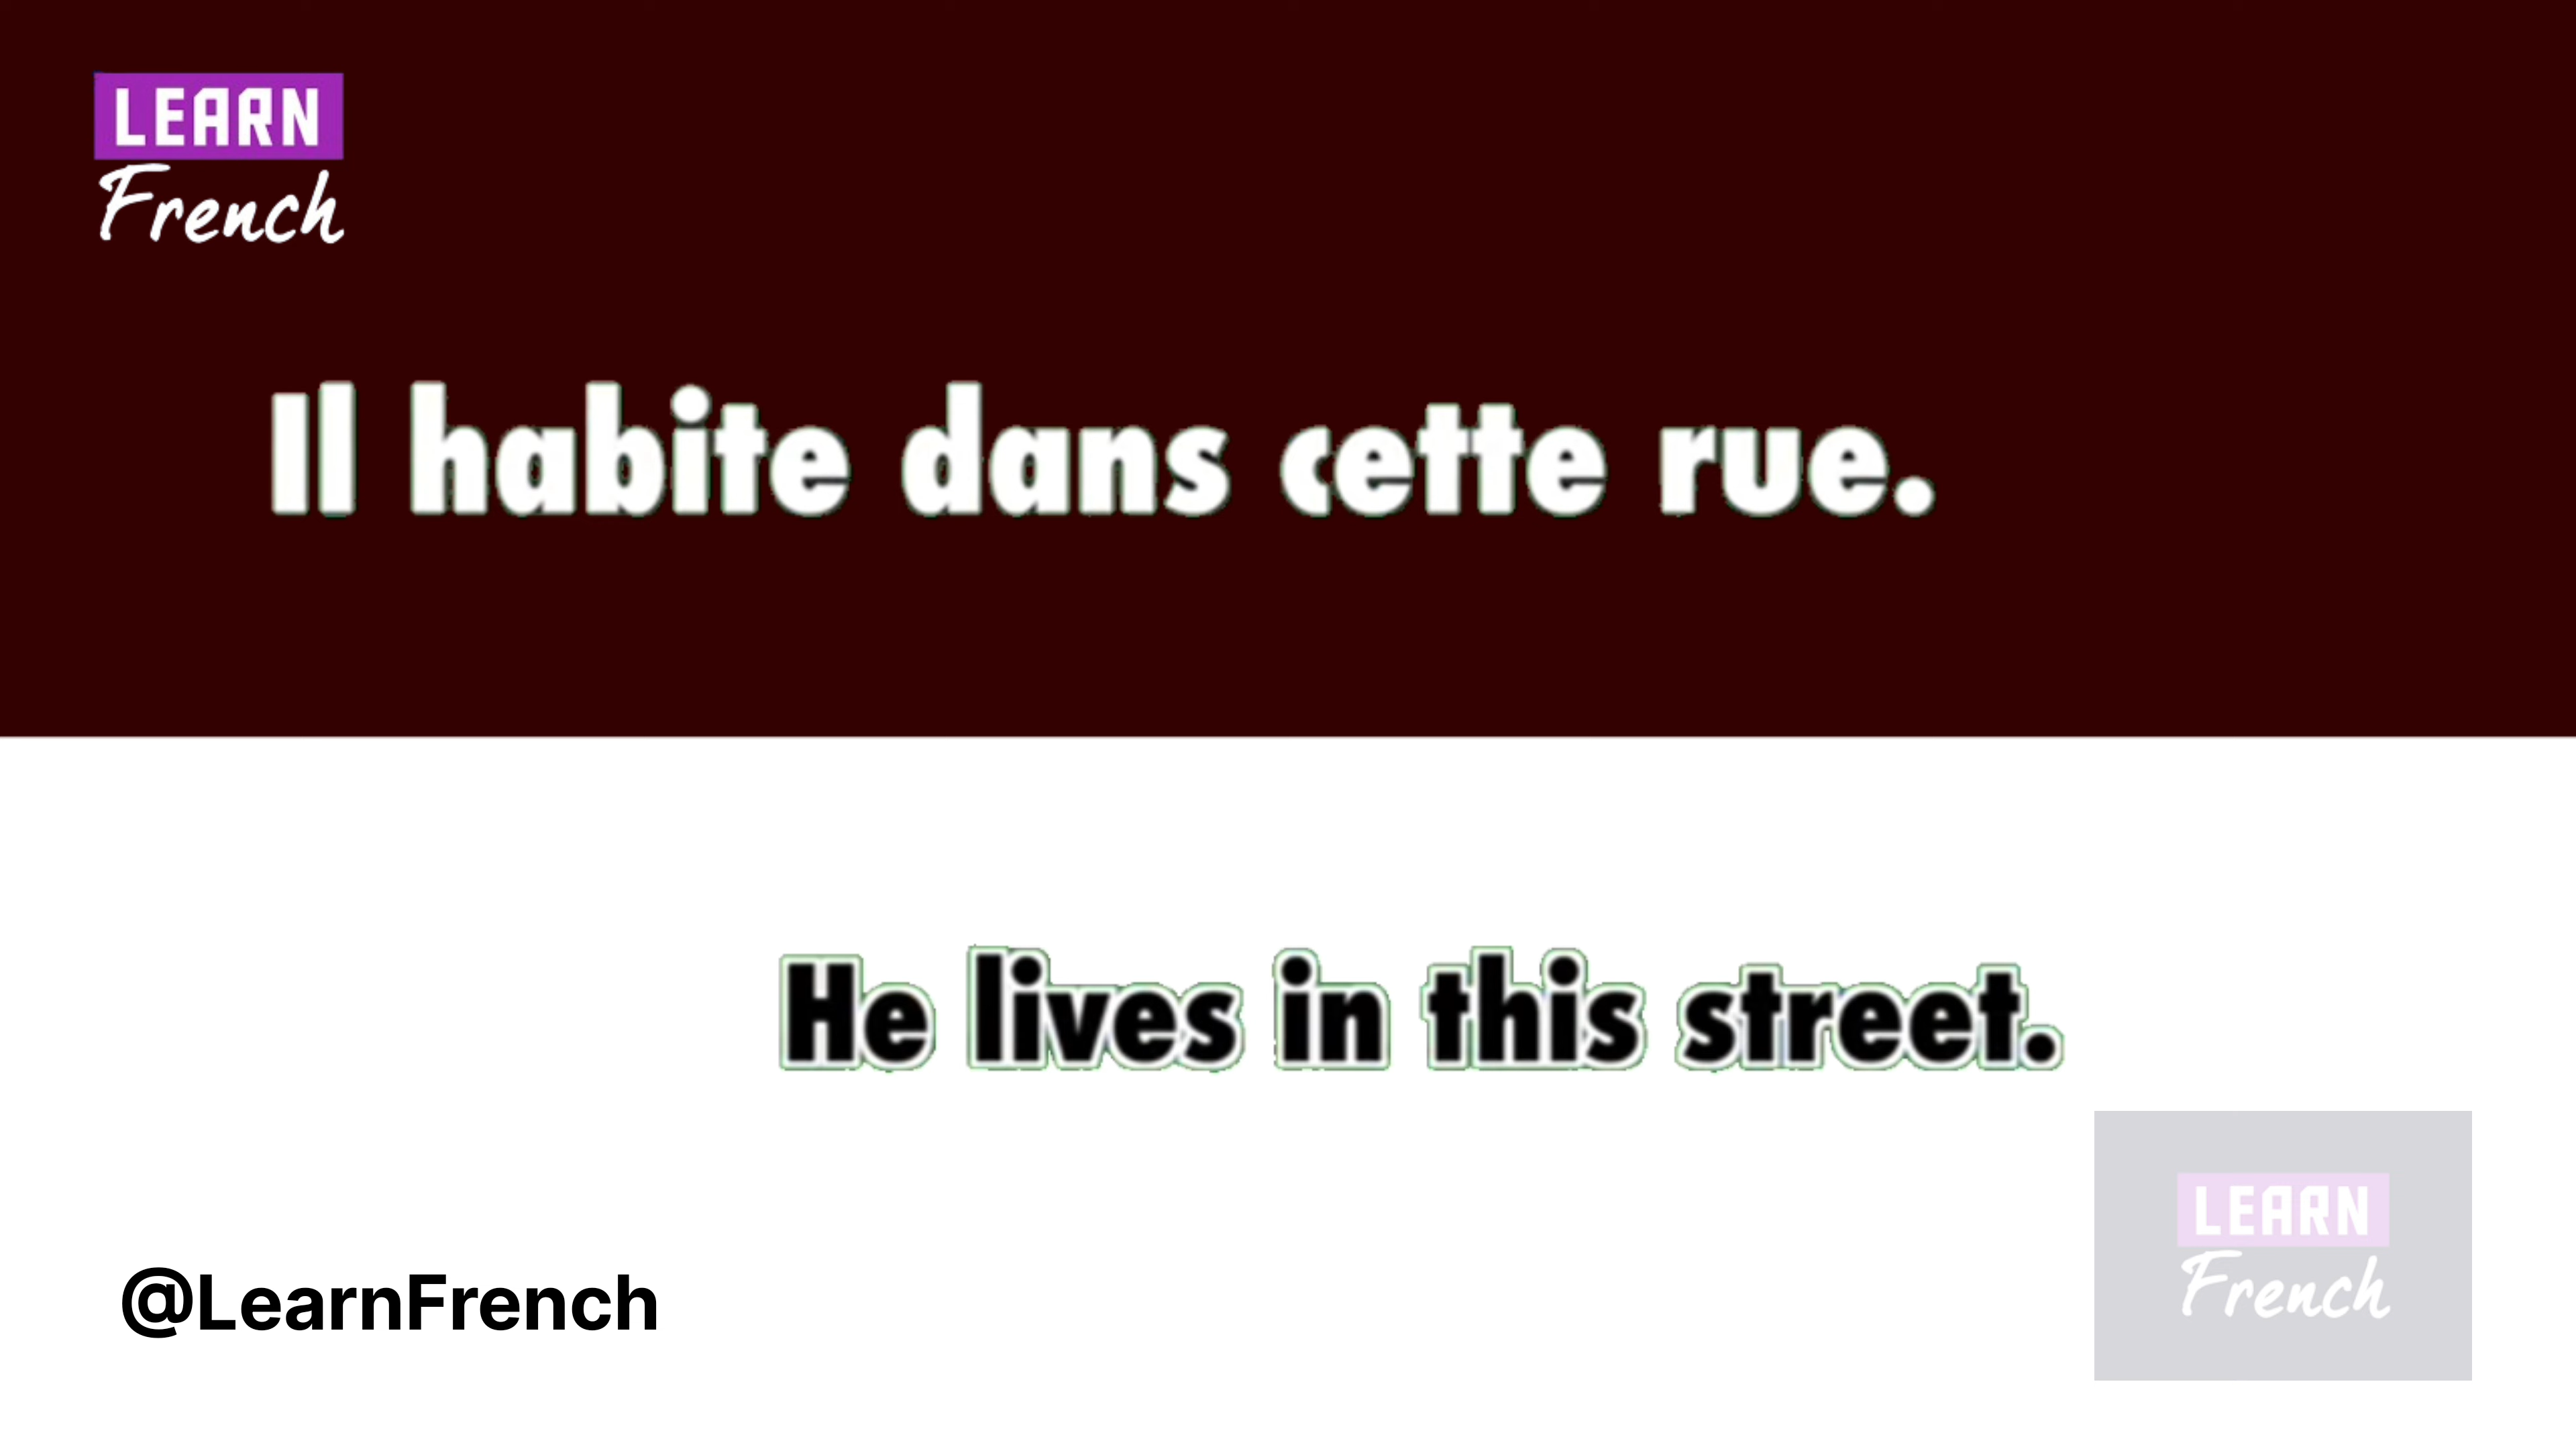 LEARN
French
Il habite dans cette rue.
He lives in this street.
LEARN
French
@LearnFrench